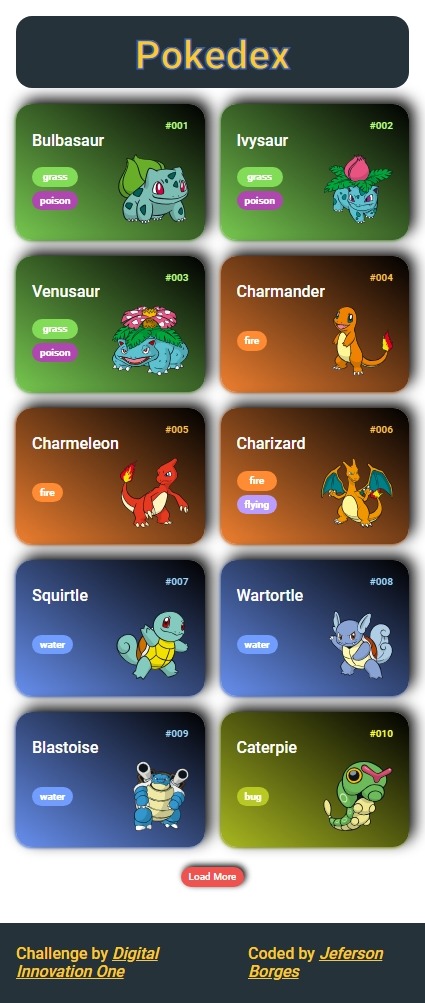 Pokedex
#001
Bulbasaur
grass
poison
#002
Ivysaur
grass
poison
#003
Venusaur
grass
poison
#004
Charmander
fire
#005
Charmeleon
fire
#006
Charizard
fire
flying
#007
Squirtle
water
#008
Wartortle
water
#009
Blastoise
water
#010
Caterpie
bug
Load More
Challenge by Digital
Innovation One
Coded by Jeferson
Borges